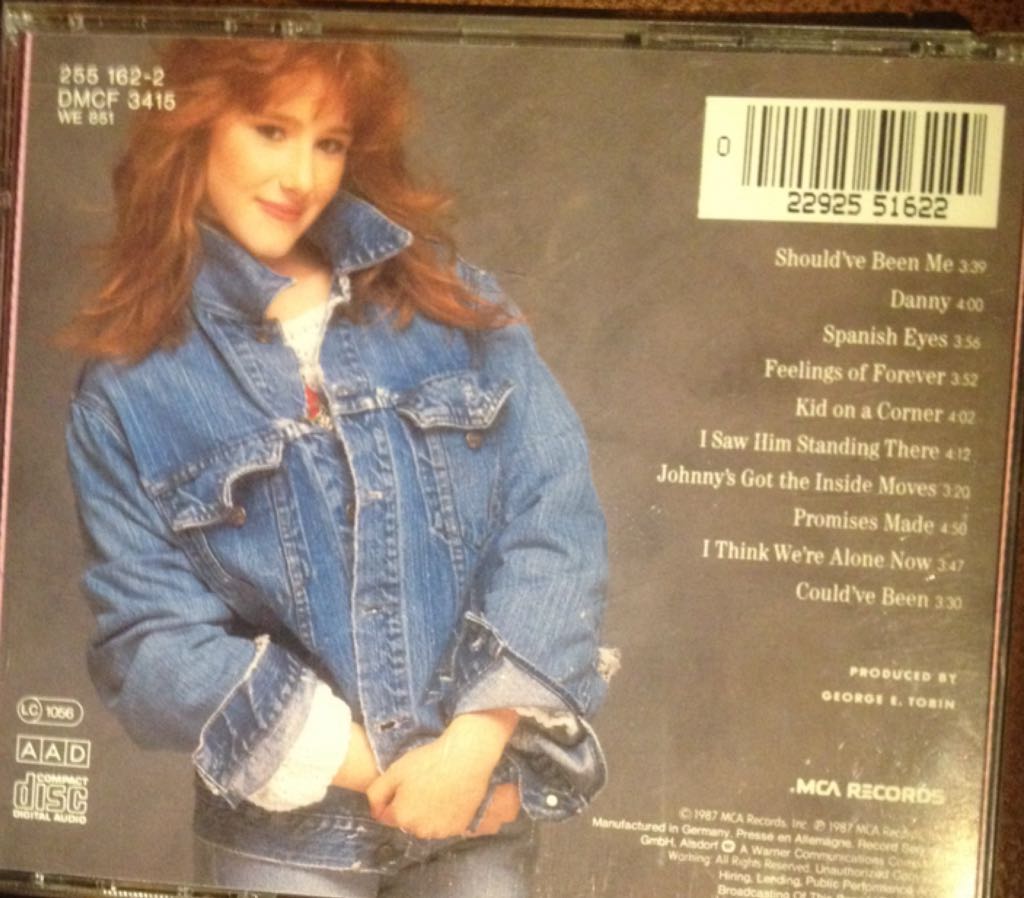 255 162-2
DMCF 3415
WE 851
0
22925 51622
Should've Been Me 3:39
Danny 4:00
Spanish Eyes 3:56
Feelings of Forever 3:52
Kid on a Corner 4:02
I Saw Him Standing There 4:12
Johnny's Got the Inside Moves 3:20
Promises Made 4:50
I Think We're Alone Now 3:47
Could've Been 3:30
PRODUCED BY
GEORGE E. TOBIN
LC 1056
AAD
COMPACT
disc
DIGITAL AUDIO
.MCA RECORDS
© 1987 MCA Records, Inc. ℗ 1987 MCA
Manufactured in Germany. Pressé en Allemagne. Record
GmbH, Alsdorf A Warner Communications
Warning: All Rights Reserved. Unauthorized
Hiring, Lending, Public Performance
Broadcasting Of This